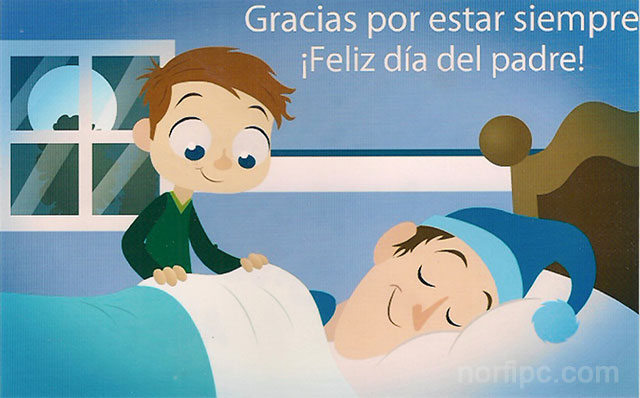 Gracias por estar siempre
¡Feliz día del padre!
norfipc.com